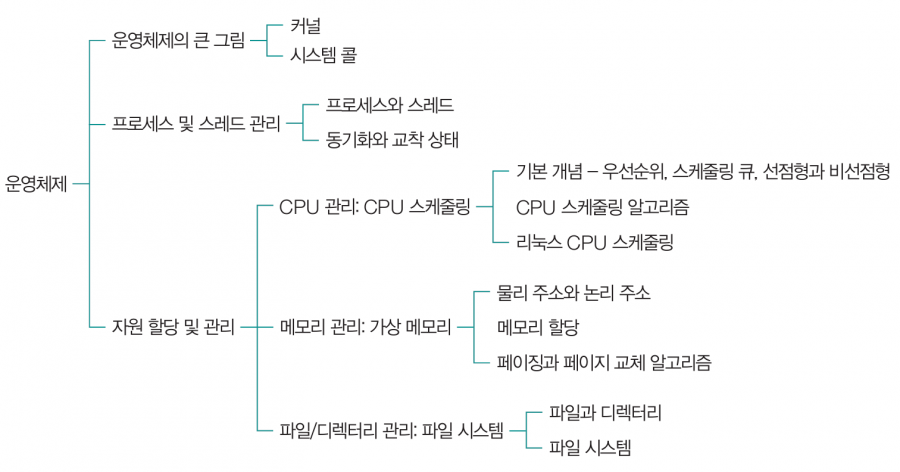 운영체제
운영체제의 큰 그림
커널
시스템 콜
프로세스 및 스레드 관리
프로세스와 스레드
동기화와 교착 상태
자원 할당 및 관리
CPU 관리: CPU 스케줄링
기본 개념 – 우선순위, 스케줄링 큐, 선점형과 비선점형
CPU 스케줄링 알고리즘
리눅스 CPU 스케줄링
메모리 관리: 가상 메모리
물리 주소와 논리 주소
메모리 할당
페이징과 페이지 교체 알고리즘
파일/디렉터리 관리: 파일 시스템
파일과 디렉터리
파일 시스템